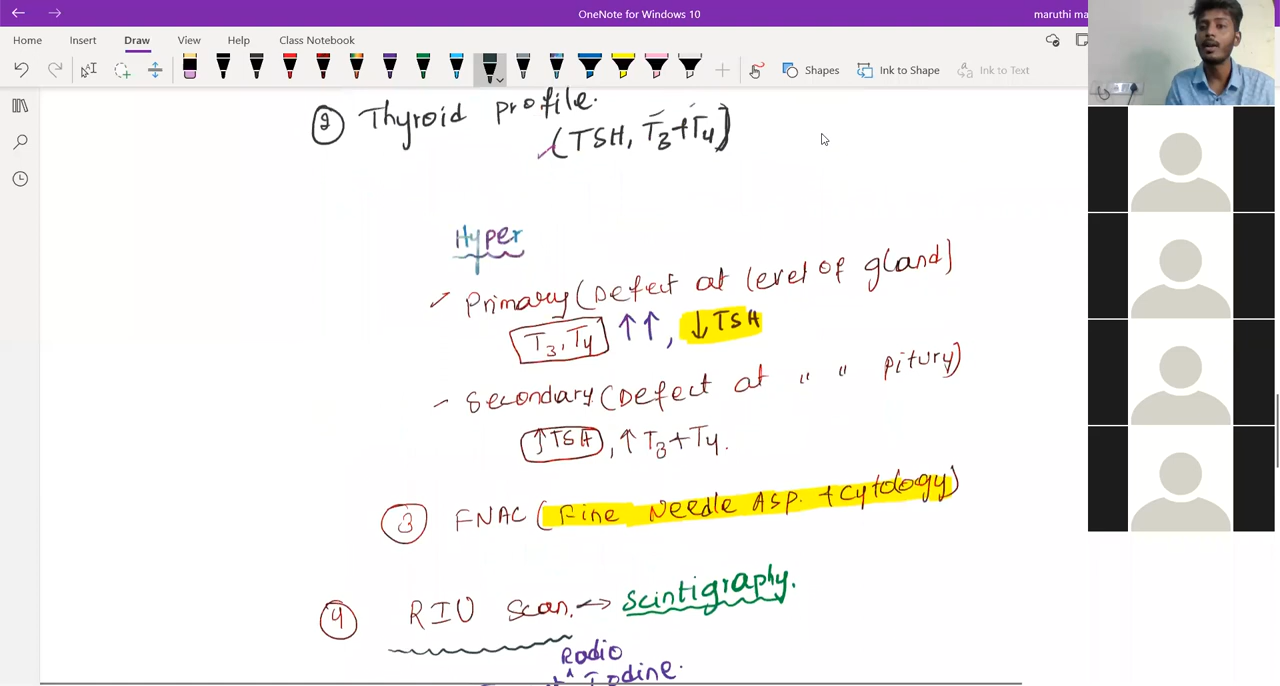 OneNote for Windows 10
maruthi ma
Home Insert Draw View Help Class Notebook
Shapes Ink to Shape Ink to Text
② Thyroid profile.
(TSH, T3+T4)
Hyper
Primary (Defect at level of gland)
T3, T4 ↑↑, ↓ TSH
Secondary (Defect at " " pitury)
↑TSH, ↑ T3+T4.
③ FNAC (Fine Needle Asp. + Cytology)
④ RIU Scan. ↔ Scintigraphy.
Radio
Iodine.